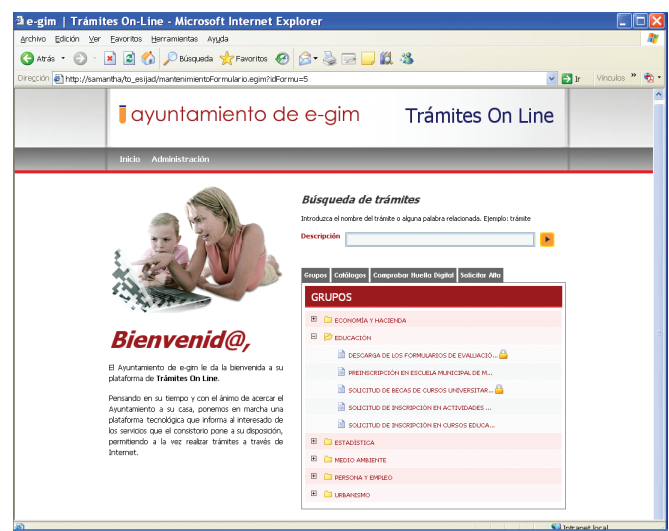 e-gim | Trámites On-Line - Microsoft Internet Explorer
Archivo Edición Ver Favoritos Herramientas Ayuda
Atrás Búsqueda Favoritos
Dirección http://samantha/to_esijad/mantenimientoFormulario.egim?idFormu=5 Ir Vínculos »
ayuntamiento de e-gim Trámites On Line
Inicio Administración
Búsqueda de trámites
Introduzca el nombre del trámite o alguna palabra relacionada. Ejemplo: trámite
Descripción
Grupos Catálogos Comprobar Huella Digital Solicitar Alta
GRUPOS
ECONOMÍA Y HACIENDA
EDUCACIÓN
DESCARGA DE LOS FORMULARIOS DE EVALUACIÓ...
PREINSCRIPCIÓN EN ESCUELA MUNICIPAL DE M...
SOLICITUD DE BECAS DE CURSOS UNIVERSITAR...
SOLICITUD DE INSCRIPCIÓN EN ACTIVIDADES ...
SOLICITUD DE INSCRIPCIÓN EN CURSOS EDUCA...
ESTADÍSTICA
MEDIO AMBIENTE
PERSONA Y EMPLEO
URBANISMO
Bienvenid@,
El Ayuntamiento de e-gim le da la bienvenida a su
plataforma de Trámites On Line.
Pensando en su tiempo y con el ánimo de acercar el
Ayuntamiento a su casa, ponemos en marcha una
plataforma tecnológica que informa al interesado de
los servicios que el consistorio pone a su disposición,
permitiendo a la vez realizar trámites a través de
Internet.
Intranet local